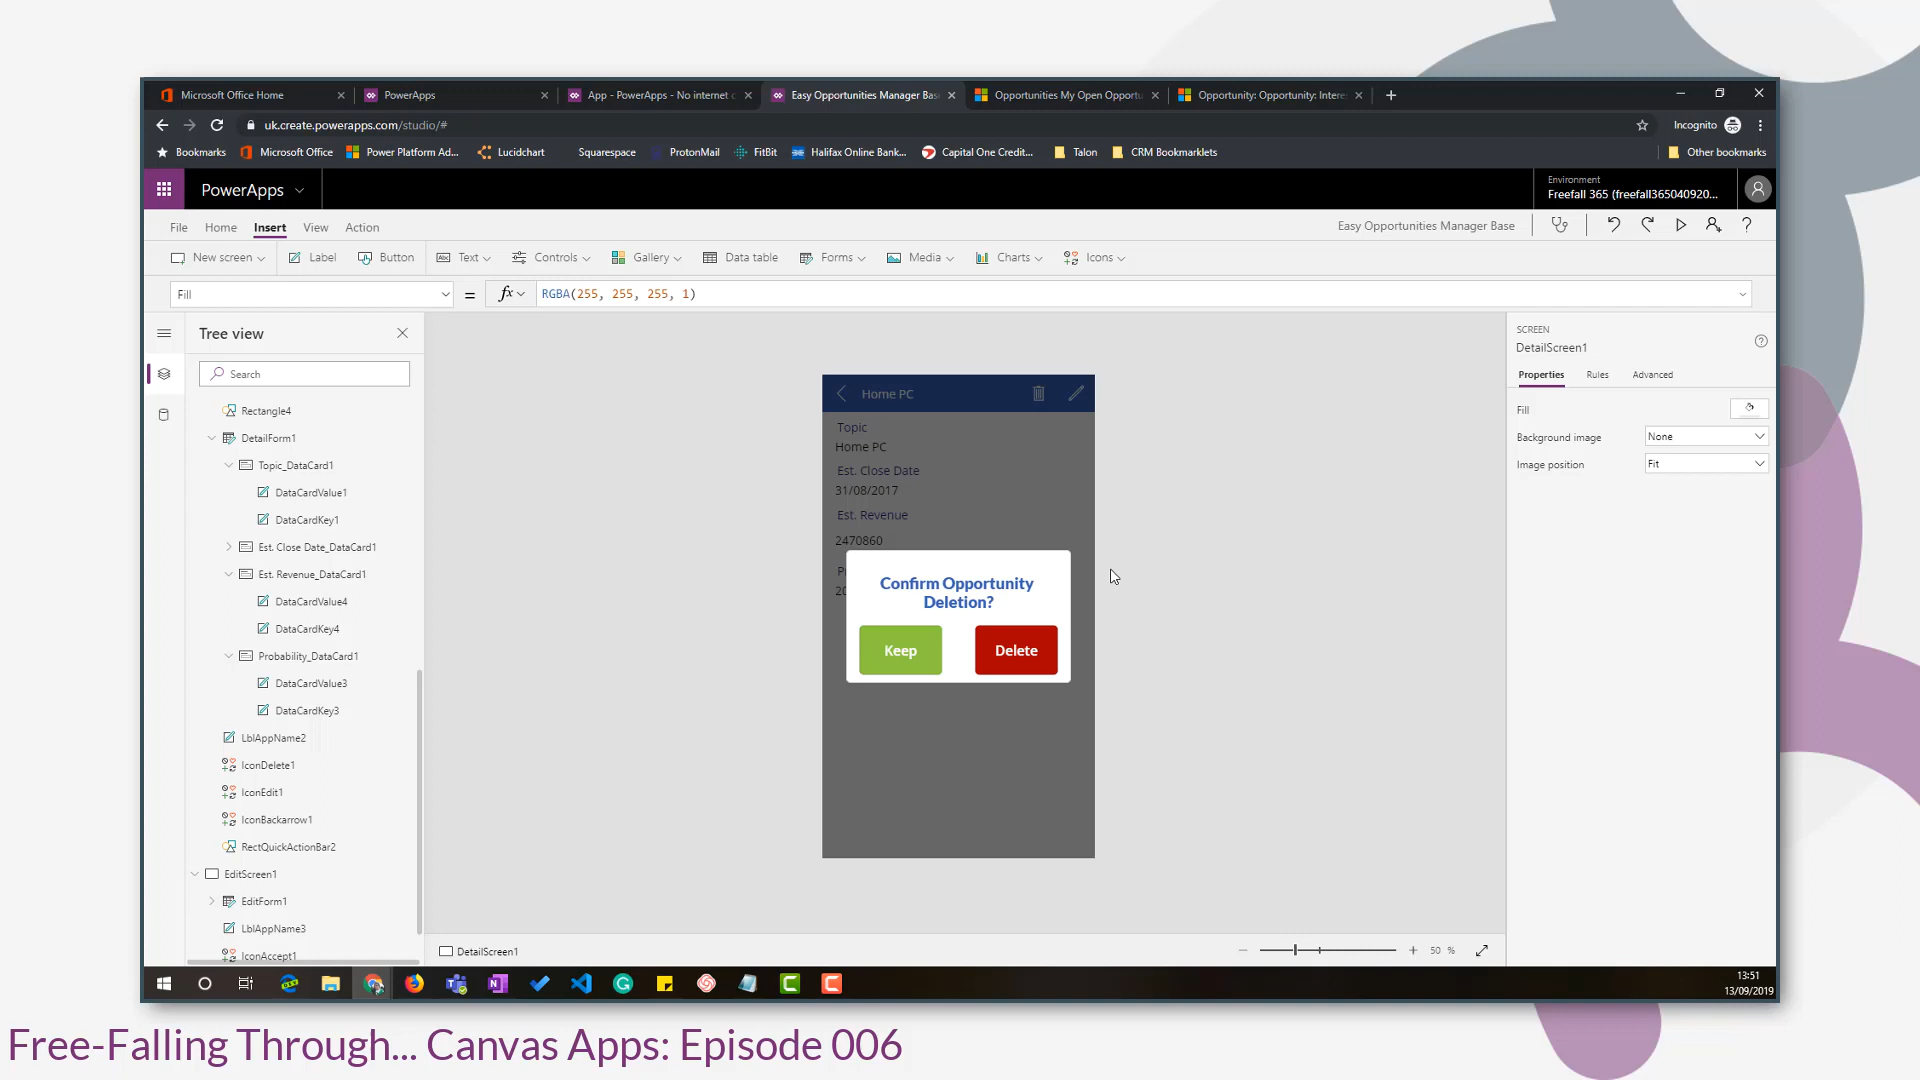 Microsoft Office Home
PowerApps
App - PowerApps - No internet c
Easy Opportunities Manager Bas
Opportunities My Open Opportu
Opportunity: Opportunity: Intere
uk.create.powerapps.com/studio/#
Incognito
Bookmarks
Microsoft Office
Power Platform Ad...
Lucidchart
Squarespace
ProtonMail
FitBit
Halifax Online Bank...
Capital One Credit...
Talon
CRM Bookmarklets
Other bookmarks
PowerApps
Environment
Freefall 365 (freefall365040920...
File
Home
Insert
View
Action
Easy Opportunities Manager Base
New screen
Label
Button
Text
Controls
Gallery
Data table
Forms
Media
Charts
Icons
Fill
=
fx
RGBA(255, 255, 255, 1)
Tree view
Search
Rectangle4
DetailForm1
Topic_DataCard1
DataCardValue1
DataCardKey1
Est. Close Date_DataCard1
Est. Revenue_DataCard1
DataCardValue4
DataCardKey4
Probability_DataCard1
DataCardValue3
DataCardKey3
LblAppName2
IconDelete1
IconEdit1
IconBackarrow1
RectQuickActionBar2
EditScreen1
EditForm1
LblAppName3
IconAccept1
Home PC
Topic
Home PC
Est. Close Date
31/08/2017
Est. Revenue
2470860
Confirm Opportunity
Deletion?
Keep
Delete
SCREEN
DetailScreen1
Properties
Rules
Advanced
Fill
Background image
None
Image position
Fit
DetailScreen1
50 %
13:51
13/09/2019
Free-Falling Through... Canvas Apps: Episode 006